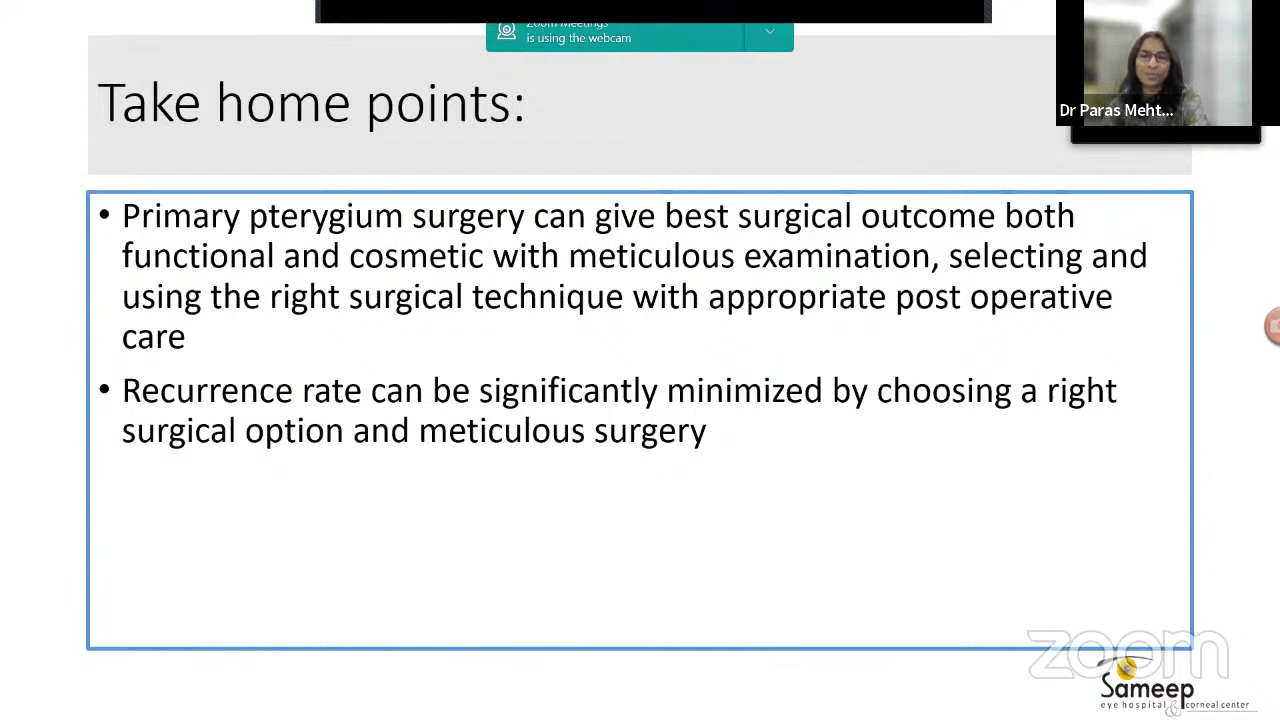 Zoom Meetings
is using the webcam
Take home points:
Dr Paras Meht...
• Primary pterygium surgery can give best surgical outcome both
functional and cosmetic with meticulous examination, selecting and
using the right surgical technique with appropriate post operative
care
• Recurrence rate can be significantly minimized by choosing a right
surgical option and meticulous surgery
zoom
Sameep
eye hospital & corneal center